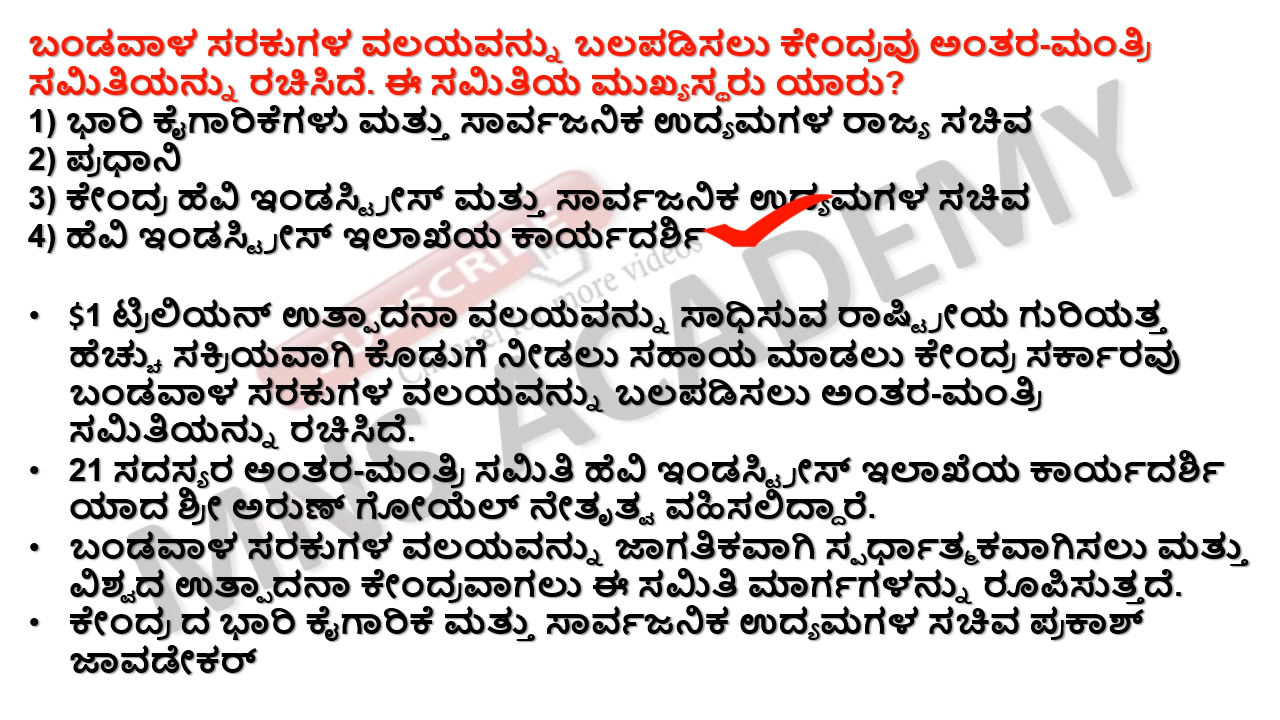 ಬಂಡವಾಳ ಸರಕುಗಳ ವಲಯವನ್ನು ಬಲಪಡಿಸಲು ಕೇಂದ್ರವು ಅಂತರ-ಮಂತ್ರಿ
ಸಮಿತಿಯನ್ನು ರಚಿಸಿದೆ. ಈ ಸಮಿತಿಯ ಮುಖ್ಯಸ್ಥರು ಯಾರು?
1) ಭಾರಿ ಕೈಗಾರಿಕೆಗಳು ಮತ್ತು ಸಾರ್ವಜನಿಕ ಉದ್ಯಮಗಳ ರಾಜ್ಯ ಸಚಿವ
2) ಪ್ರಧಾನಿ
3) ಕೇಂದ್ರ ಹೆವಿ ಇಂಡಸ್ಟ್ರೀಸ್ ಮತ್ತು ಸಾರ್ವಜನಿಕ ಉದ್ಯಮಗಳ ಸಚಿವ
4) ಹೆವಿ ಇಂಡಸ್ಟ್ರೀಸ್ ಇಲಾಖೆಯ ಕಾರ್ಯದರ್ಶಿ
• $1 ಟ್ರಿಲಿಯನ್ ಉತ್ಪಾದನಾ ವಲಯವನ್ನು ಸಾಧಿಸುವ ರಾಷ್ಟ್ರೀಯ ಗುರಿಯತ್ತ
ಹೆಚ್ಚು ಸಕ್ರಿಯವಾಗಿ ಕೊಡುಗೆ ನೀಡಲು ಸಹಾಯ ಮಾಡಲು ಕೇಂದ್ರ ಸರ್ಕಾರವು
ಬಂಡವಾಳ ಸರಕುಗಳ ವಲಯವನ್ನು ಬಲಪಡಿಸಲು ಅಂತರ-ಮಂತ್ರಿ
ಸಮಿತಿಯನ್ನು ರಚಿಸಿದೆ.
• 21 ಸದಸ್ಯರ ಅಂತರ-ಮಂತ್ರಿ ಸಮಿತಿ ಹೆವಿ ಇಂಡಸ್ಟ್ರೀಸ್ ಇಲಾಖೆಯ ಕಾರ್ಯದರ್ಶಿ
ಯಾದ ಶ್ರೀ ಅರುಣ್ ಗೋಯೆಲ್ ನೇತೃತ್ವ ವಹಿಸಲಿದ್ದಾರೆ.
• ಬಂಡವಾಳ ಸರಕುಗಳ ವಲಯವನ್ನು ಜಾಗತಿಕವಾಗಿ ಸ್ಪರ್ಧಾತ್ಮಕವಾಗಿಸಲು ಮತ್ತು
ವಿಶ್ವದ ಉತ್ಪಾದನಾ ಕೇಂದ್ರವಾಗಲು ಈ ಸಮಿತಿ ಮಾರ್ಗಗಳನ್ನು ರೂಪಿಸುತ್ತದೆ.
• ಕೇಂದ್ರ ದ ಭಾರಿ ಕೈಗಾರಿಕೆ ಮತ್ತು ಸಾರ್ವಜನಿಕ ಉದ್ಯಮಗಳ ಸಚಿವ ಪ್ರಕಾಶ್
ಜಾವಡೇಕರ್
MNS ACADEMY
more videos